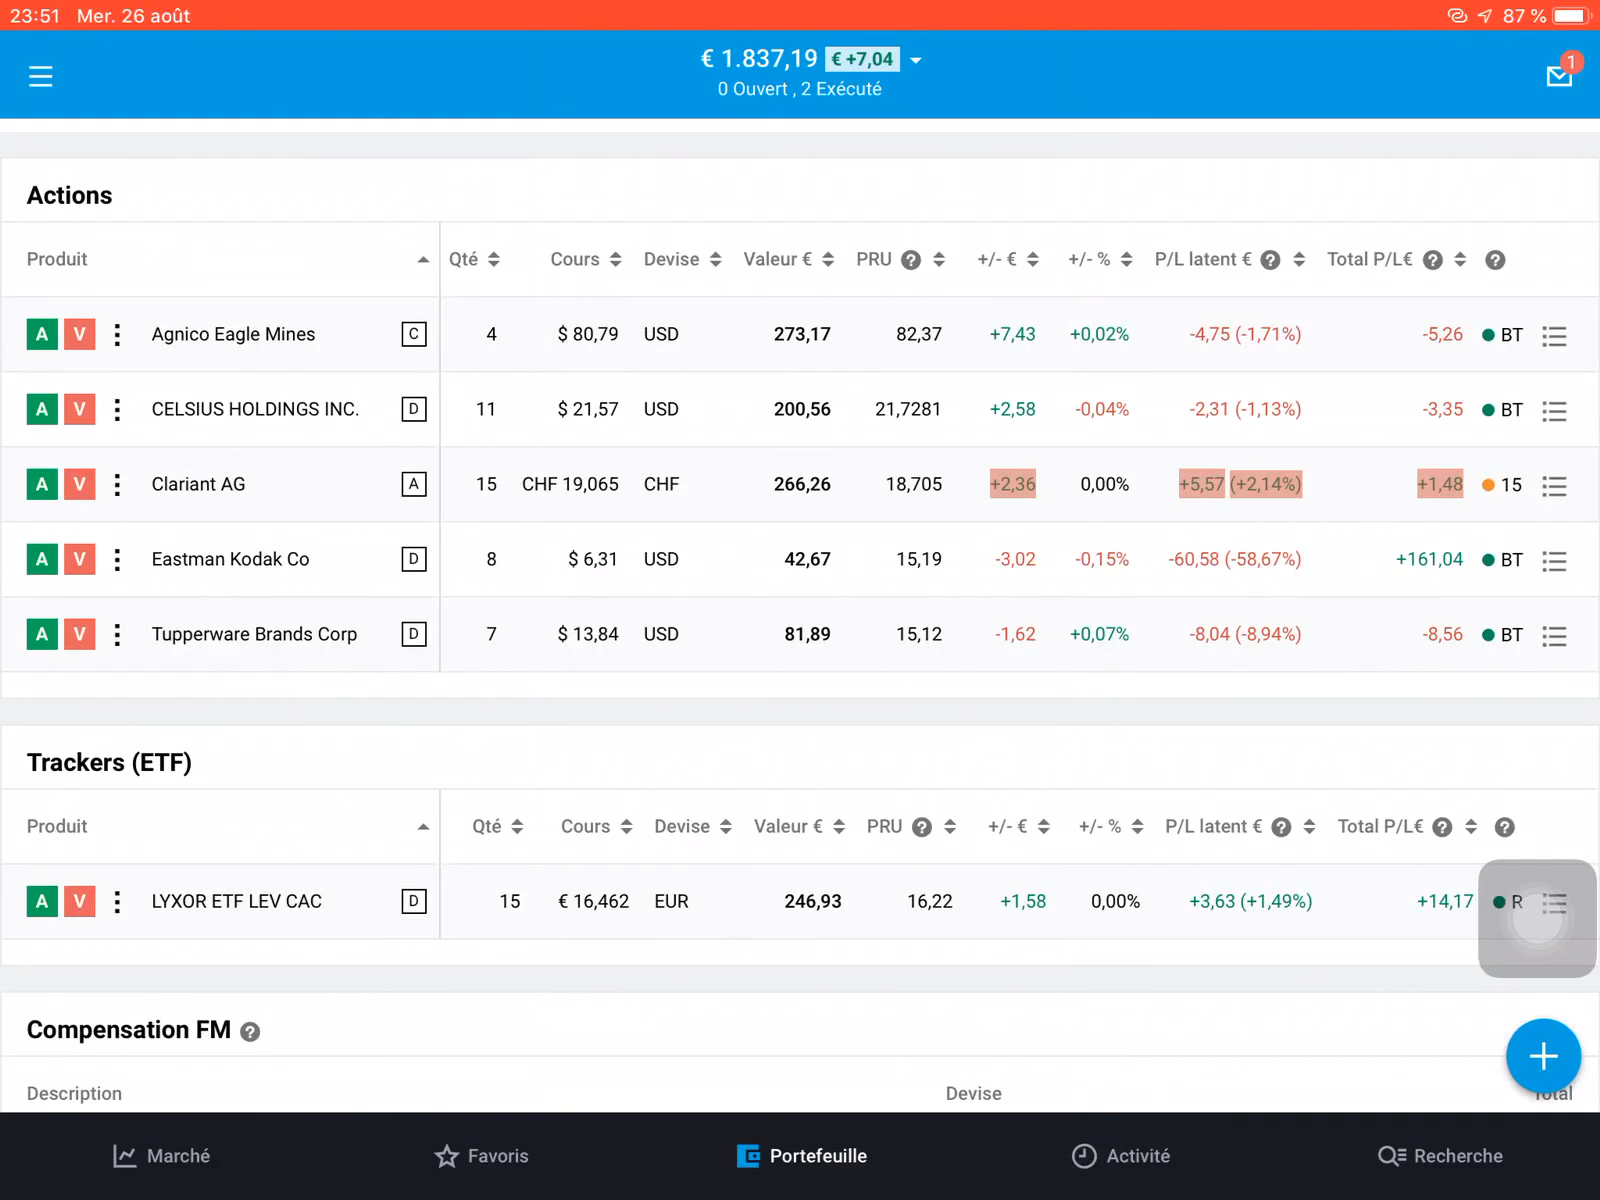 23:51 Mer. 26 août 87 %
€ 1.837,19 € +7,04
0 Ouvert , 2 Exécuté
1
Actions
Produit Qté Cours Devise Valeur € PRU ? +/- € +/- % P/L latent € ? Total P/L€ ? ?
A V Agnico Eagle Mines C 4 $ 80,79 USD 273,17 82,37 +7,43 +0,02% -4,75 (-1,71%) -5,26 BT
A V CELSIUS HOLDINGS INC. D 11 $ 21,57 USD 200,56 21,7281 +2,58 -0,04% -2,31 (-1,13%) -3,35 BT
A V Clariant AG A 15 CHF 19,065 CHF 266,26 18,705 +2,36 0,00% +5,57 (+2,14%) +1,48 15
A V Eastman Kodak Co D 8 $ 6,31 USD 42,67 15,19 -3,02 -0,15% -60,58 (-58,67%) +161,04 BT
A V Tupperware Brands Corp D 7 $ 13,84 USD 81,89 15,12 -1,62 +0,07% -8,04 (-8,94%) -8,56 BT
Trackers (ETF)
Produit Qté Cours Devise Valeur € PRU ? +/- € +/- % P/L latent € ? Total P/L€ ? ?
A V LYXOR ETF LEV CAC D 15 € 16,462 EUR 246,93 16,22 +1,58 0,00% +3,63 (+1,49%) +14,17 R
Compensation FM ?
Description Devise Total
Marché Favoris Portefeuille Activité Recherche